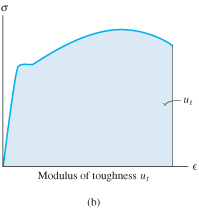 σ
u_t
ϵ
Modulus of toughness u_t
(b)